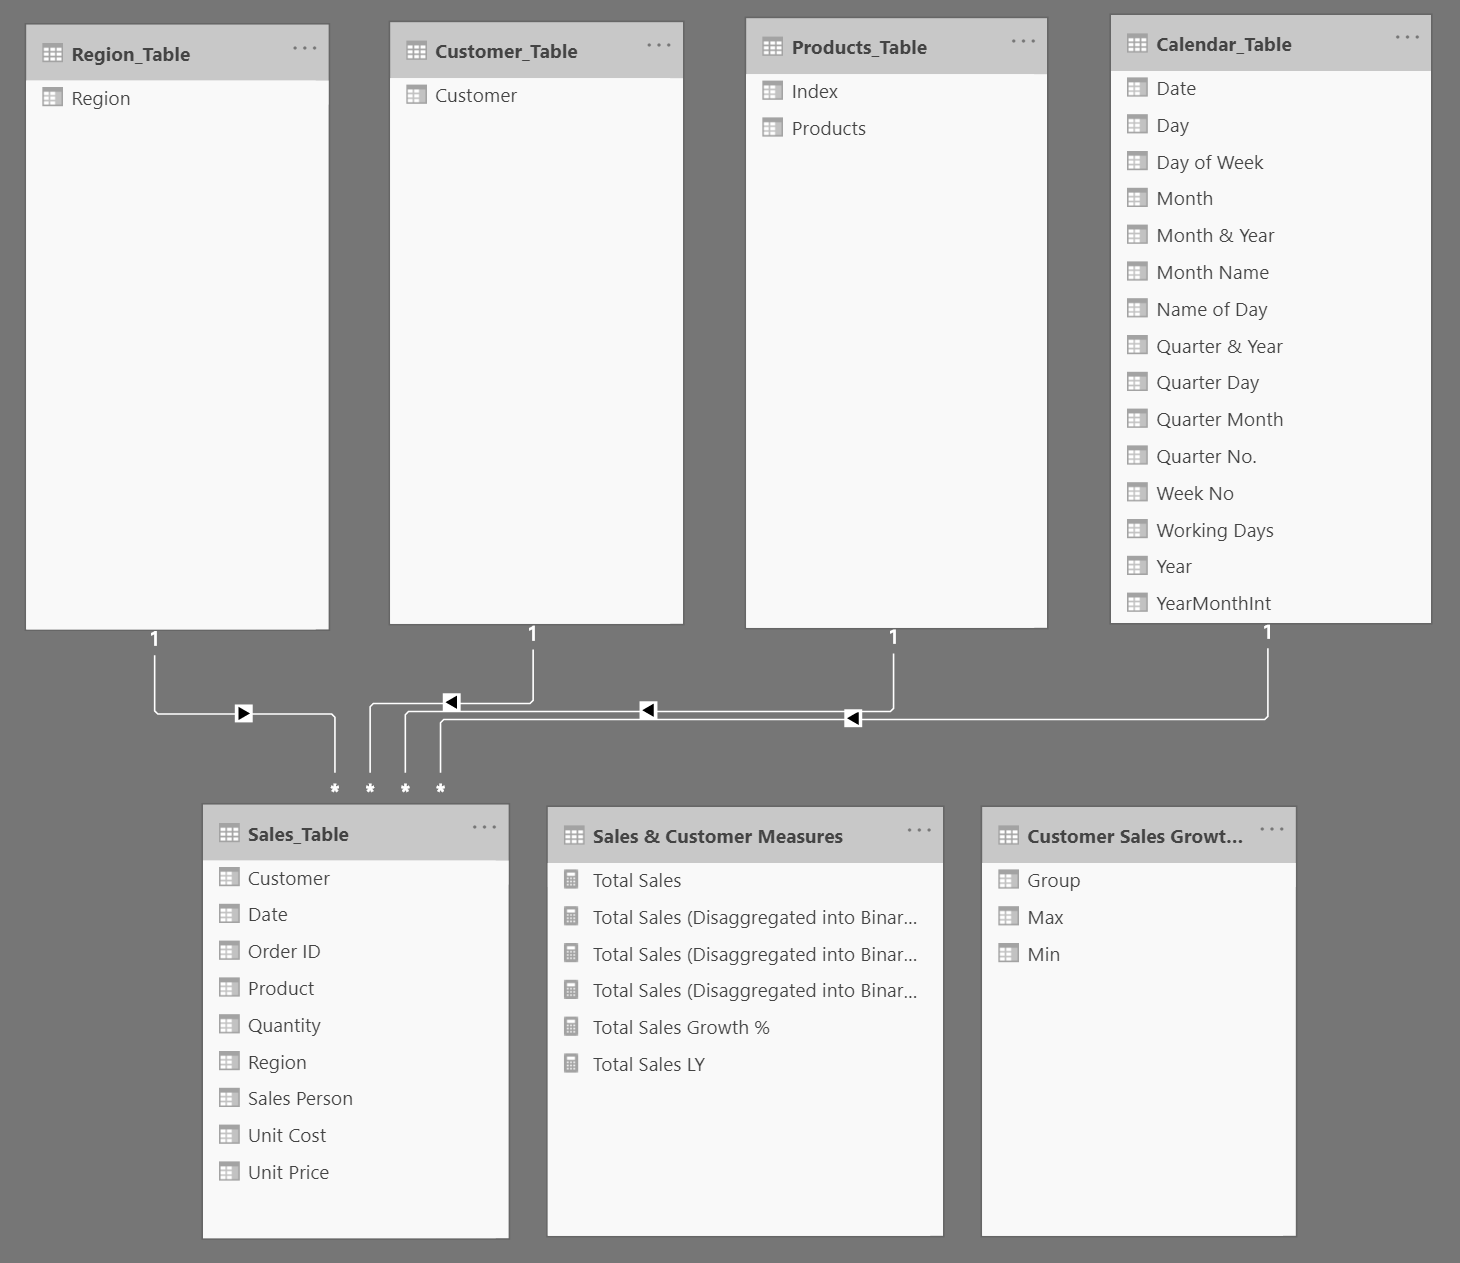 Region_Table
Region
Customer_Table
Customer
Products_Table
Index
Products
Calendar_Table
Date
Day
Day of Week
Month
Month & Year
Month Name
Name of Day
Quarter & Year
Quarter Day
Quarter Month
Quarter No.
Week No
Working Days
Year
YearMonthInt
1
1
1
1
*
*
*
*
Sales_Table
Customer
Date
Order ID
Product
Quantity
Region
Sales Person
Unit Cost
Unit Price
Sales & Customer Measures
Total Sales
Total Sales (Disaggregated into Binar...
Total Sales (Disaggregated into Binar...
Total Sales (Disaggregated into Binar...
Total Sales Growth %
Total Sales LY
Customer Sales Growt...
Group
Max
Min